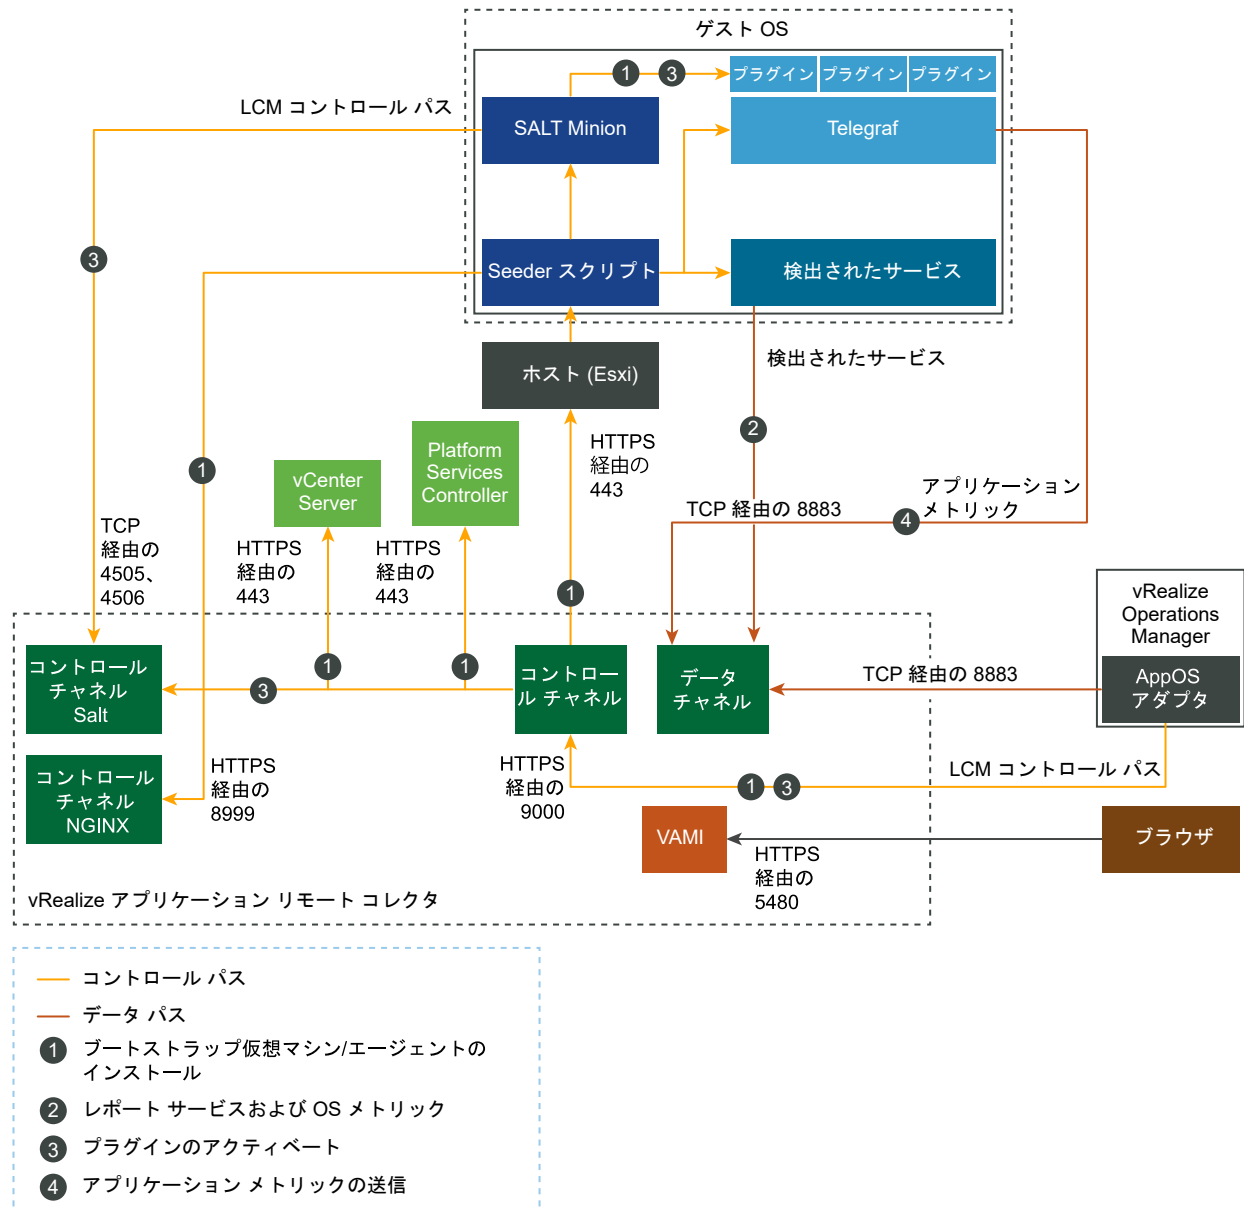 ゲスト OS
1
3
プラグイン
プラグイン
プラグイン
LCM コントロール パス
SALT Minion
Telegraf
3
Seeder スクリプト
検出されたサービス
検出されたサービス
ホスト (Esxi)
2
HTTPS
経由の
443
Platform
Services
Controller
1
vCenter
Server
アプリケーション
メトリック
TCP 経由の 8883
4
TCP
経由の
4505、
4506
HTTPS
経由の
443
HTTPS
経由の
443
1
vRealize
Operations
Manager
コントロール
チャネル
Salt
3
1
1
コントロー
ル チャネル
データ
チャネル
TCP 経由の 8883
AppOS
アダプタ
コントロール
チャネル
NGINX
HTTPS
経由の
8999
HTTPS
経由の
9000
1
3
LCM コントロール パス
VAMI
HTTPS
経由の
5480
ブラウザ
vRealize アプリケーション リモート コレクタ
コントロール パス
データ パス
1 ブートストラップ仮想マシン/エージェントの
インストール
2 レポート サービスおよび OS メトリック
3 プラグインのアクティベート
4 アプリケーション メトリックの送信